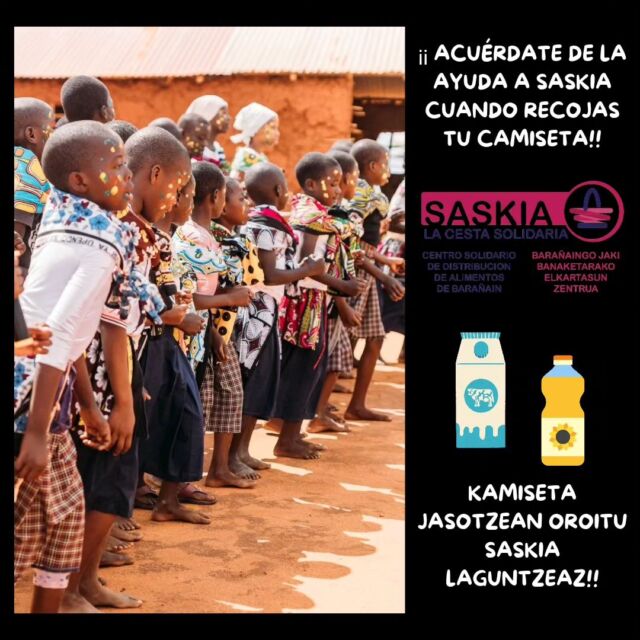 ¡¡ ACUÉRDATE DE LA
AYUDA A SASKIA
CUANDO RECOJAS
TU CAMISETA!!
SASKIA
LA CESTA SOLIDARIA
CENTRO SOLIDARIO
DE DISTRIBUCION
DE ALIMENTOS
DE BARAÑAIN
BARAÑAINGO JAKI
BANAKETARAKO
ELKARTASUN
ZENTRUA
KAMISETA
JASOTZEAN OROITU
SASKIA
LAGUNTZEAZ!!